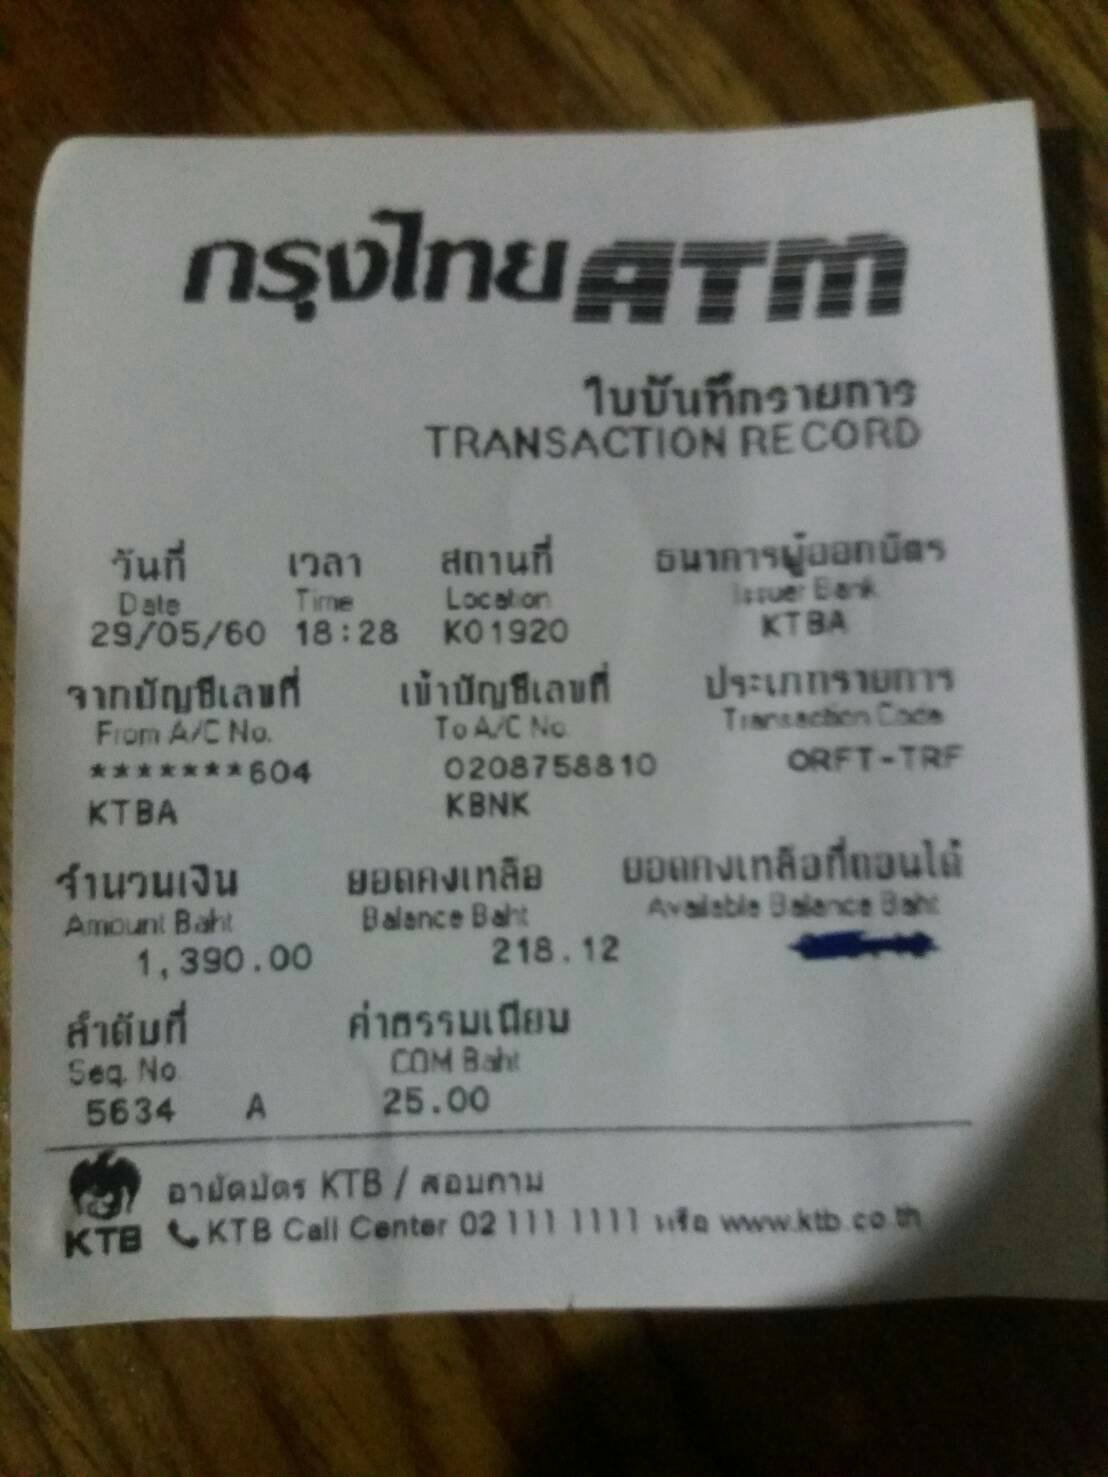 กรุงไทย ATM
ใบบันทึกรายการ
TRANSACTION RECORD
วันที่ เวลา สถานที่ ธนาคารผู้ออกบัตร
Date Time Location Issuer Bank
29/05/60 18:28 K01920 KTBA
จากบัญชีเลขที่ เข้าบัญชีเลขที่ ประเภทรายการ
From A/C No. To A/C No. Transaction Code
*******604 0208758810 ORFT-TRF
KTBA KBNK
จำนวนเงิน ยอดคงเหลือ ยอดคงเหลือที่ถอนได้
Amount Baht Balance Baht Available Balance Baht
1,390.00 218.12
ลำดับที่ ค่าธรรมเนียม
Seq. No. COM Baht
5634 A 25.00
อายัดบัตร KTB / สอบถาม
KTB KTB Call Center 02 111 1111 หรือ www.ktb.co.th